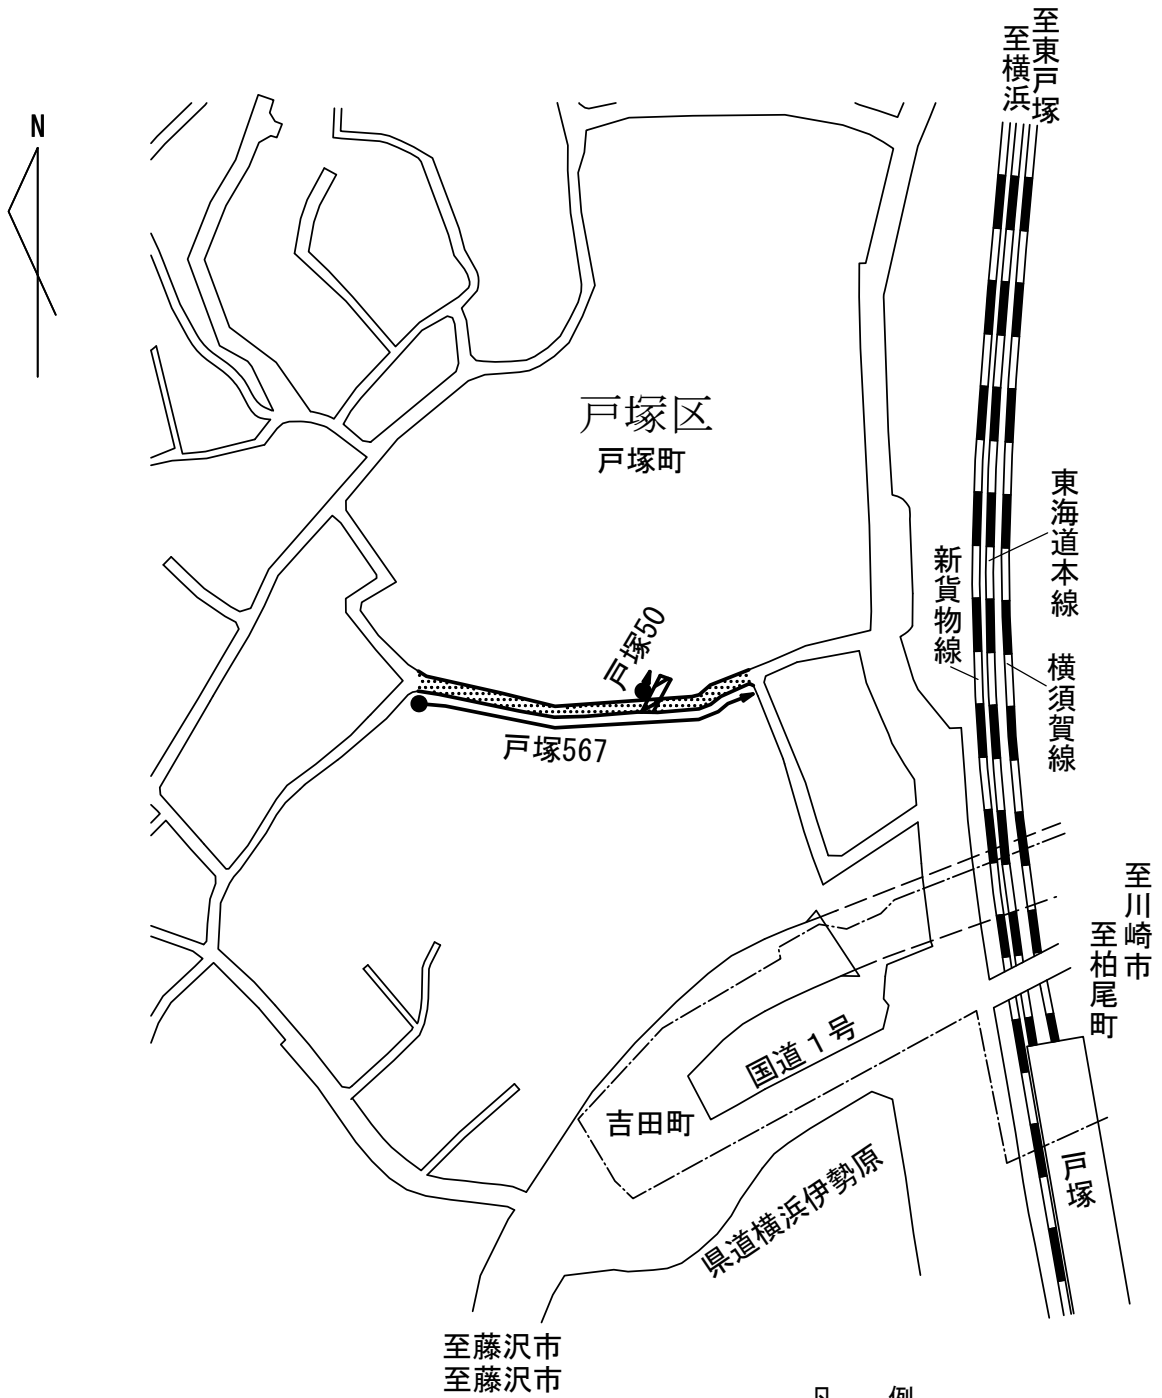 至東戸塚
至横浜
N
戸塚区
戸塚町
東海道本線
新貨物線
横須賀線
戸塚50
戸塚567
至川崎市
至柏尾町
国道１号
吉田町
戸塚
県道横浜伊勢原
至藤沢市
至藤沢市
凡　例